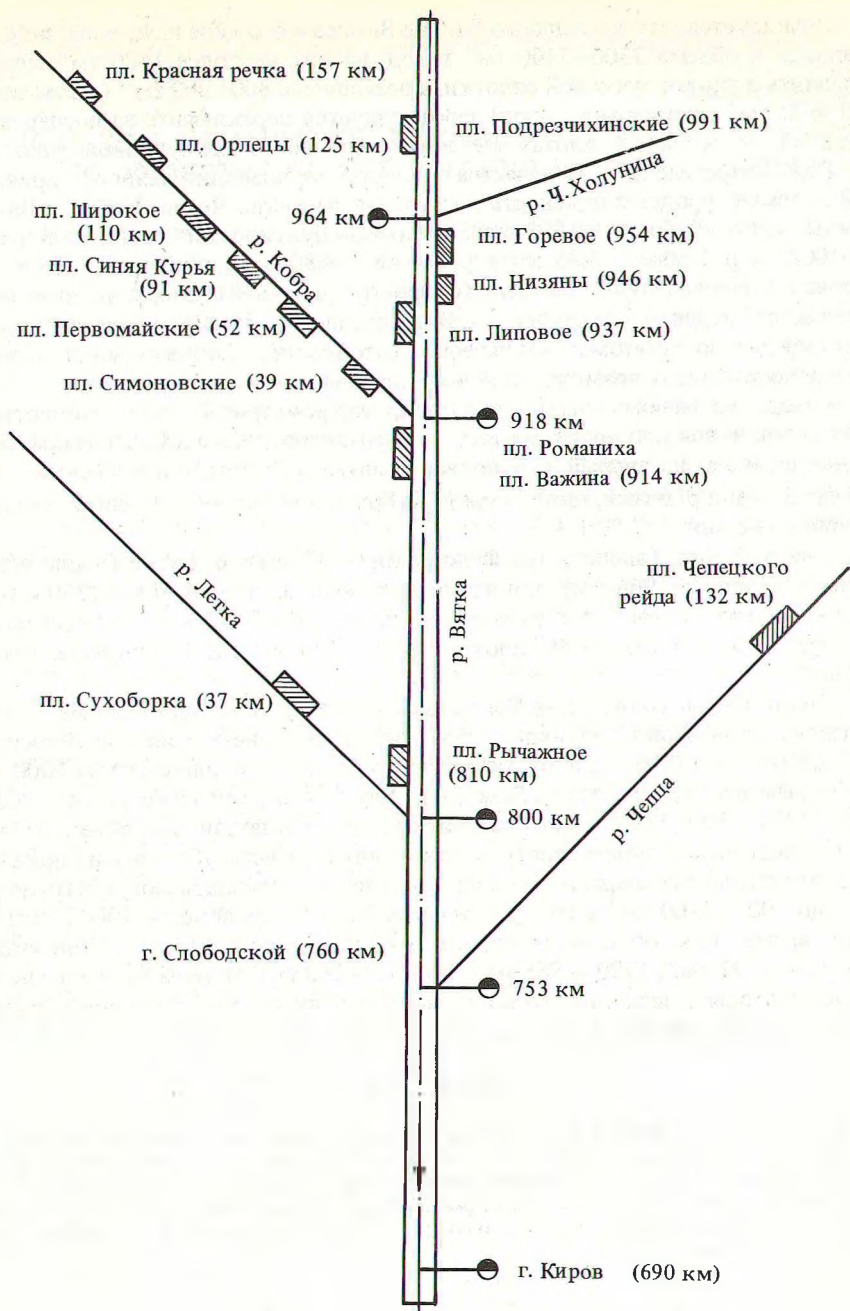 пл. Красная речка (157 км)
пл. Орлецы (125 км)
пл. Подрезчихинские (991 км)
р. Ч.Холуница
964 км
пл. Широкое
(110 км)
р. Кобра
пл. Горевое (954 км)
пл. Синяя Курья
(91 км)
пл. Низяны (946 км)
пл. Первомайские (52 км)
пл. Липовое (937 км)
пл. Симоновские (39 км)
918 км
пл. Романиха
пл. Важина (914 км)
р. Летка
р. Вятка
пл. Чепецкого
рейда (132 км)
пл. Сухоборка (37 км)
пл. Рычажное
(810 км)
800 км
р. Чепца
г. Слободской (760 км)
753 км
г. Киров (690 км)